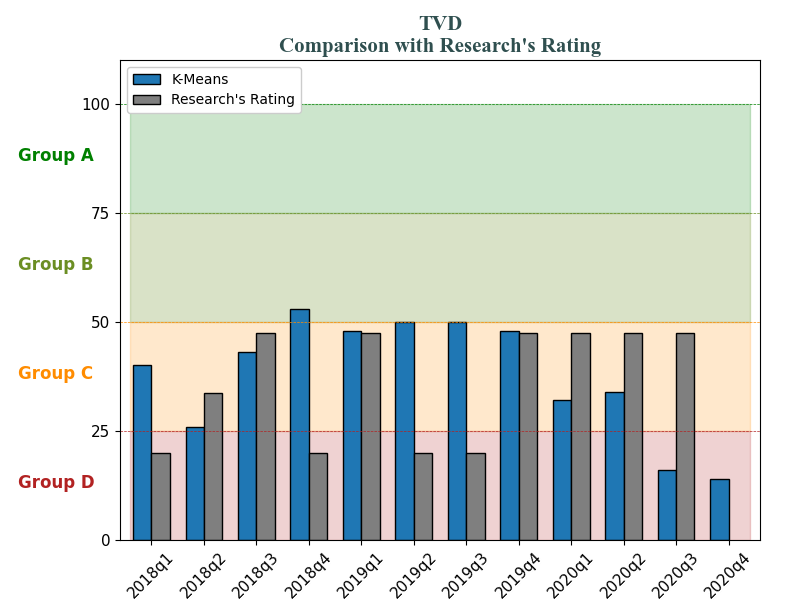 TVD
Comparison with Research's Rating
K-Means
Research's Rating
100
Group A
75
Group B
50
Group C
25
Group D
0
2018q1
2018q2
2018q3
2018q4
2019q1
2019q2
2019q3
2019q4
2020q1
2020q2
2020q3
2020q4